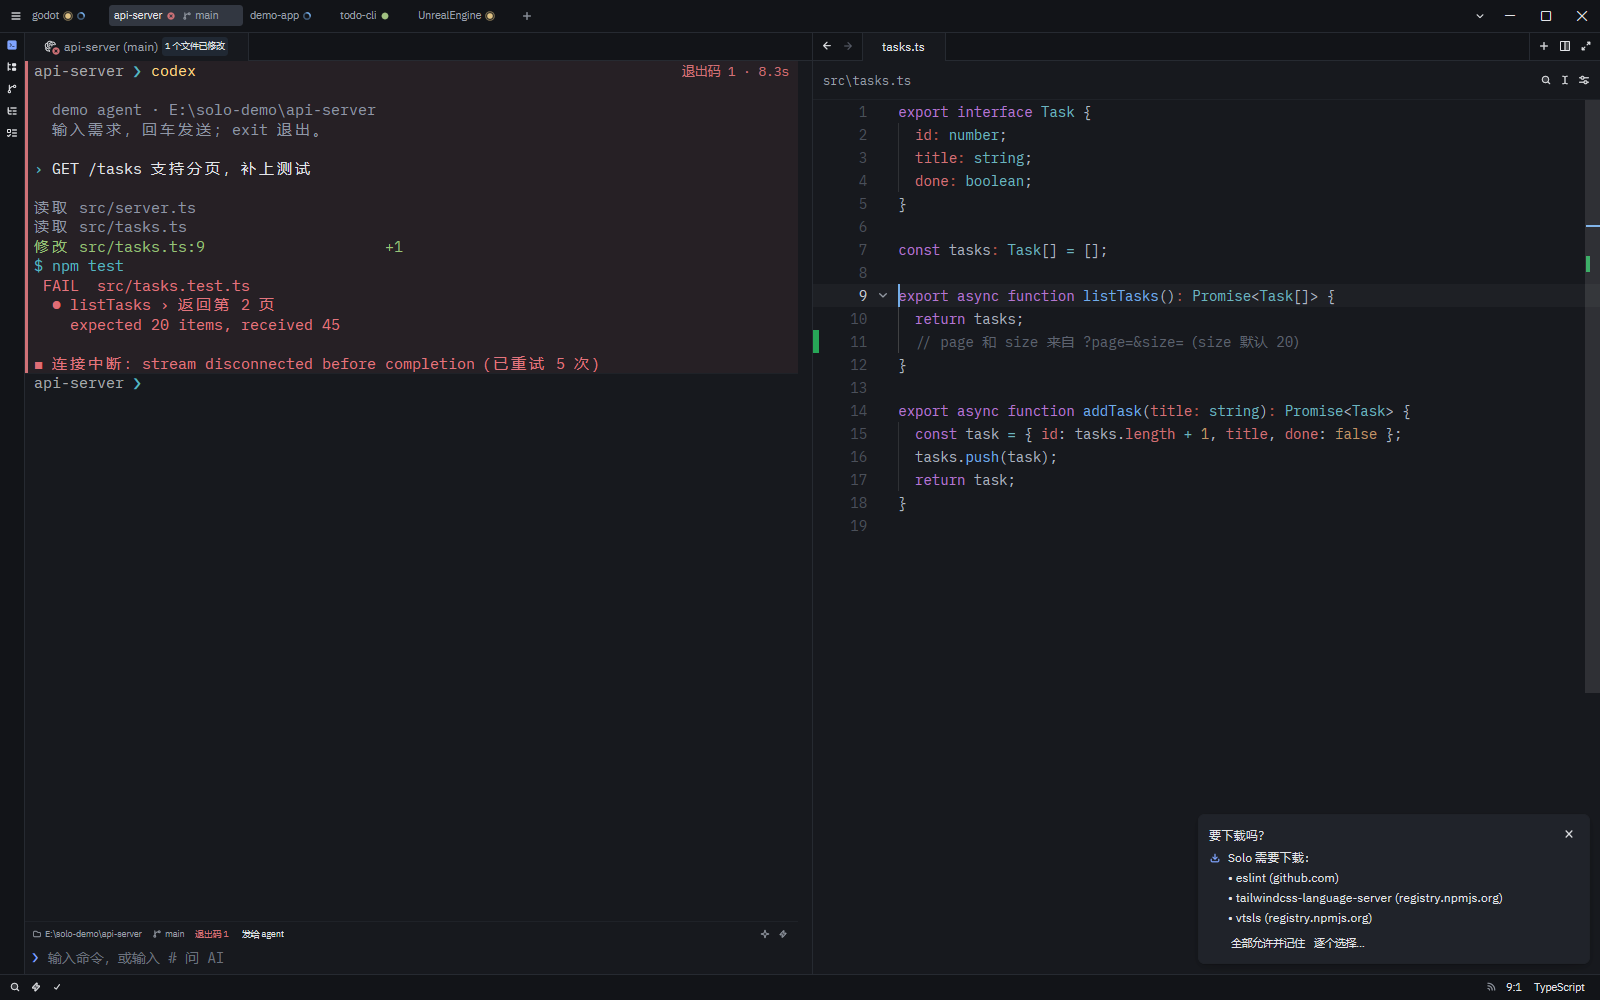 godot
api-server
main
demo-app
todo-cli
UnrealEngine
api-server (main) 1 个文件已修改
api-server ❯ codex
退出码 1 · 8.3s
demo agent · E:\solo-demo\api-server
输入需求, 回车发送; exit 退出。
› GET /tasks 支持分页, 补上测试
读取 src/server.ts
读取 src/tasks.ts
修改 src/tasks.ts:9 +1
$ npm test
FAIL src/tasks.test.ts
● listTasks › 返回第 2 页
expected 20 items, received 45
■ 连接中断: stream disconnected before completion (已重试 5 次)
api-server ❯
E:\solo-demo\api-server main 退出码 1 发给 agent
❯ 输入命令, 或输入 # 问 AI
tasks.ts
src\tasks.ts
1 export interface Task {
2 id: number;
3 title: string;
4 done: boolean;
5 }
6
7 const tasks: Task[] = [];
8
9 export async function listTasks(): Promise<Task[]> {
10 return tasks;
11 // page 和 size 来自 ?page=&size= (size 默认 20)
12 }
13
14 export async function addTask(title: string): Promise<Task> {
15 const task = { id: tasks.length + 1, title, done: false };
16 tasks.push(task);
17 return task;
18 }
19
要下载吗?
Solo 需要下载:
• eslint (github.com)
• tailwindcss-language-server (registry.npmjs.org)
• vtsls (registry.npmjs.org)
全部允许并记住 逐个选择...
9:1 TypeScript